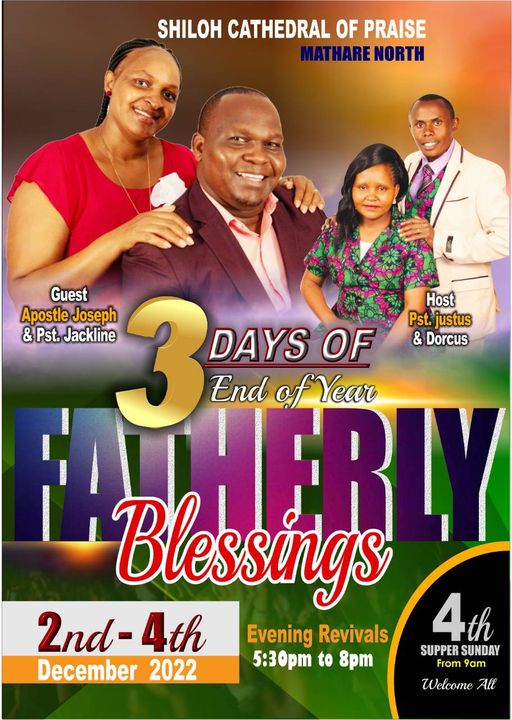 SHILOH CATHEDRAL OF PRAISE
MATHARE NORTH
Guest
Apostle Joseph
& Pst. Jackline
Host
Pst. justus
& Dorcus
3 DAYS OF
End of Year
FATHERLY
Blessings
2nd - 4th
December 2022
Evening Revivals
5:30pm to 8pm
4th
SUPPER SUNDAY
From 9am
Welcome All